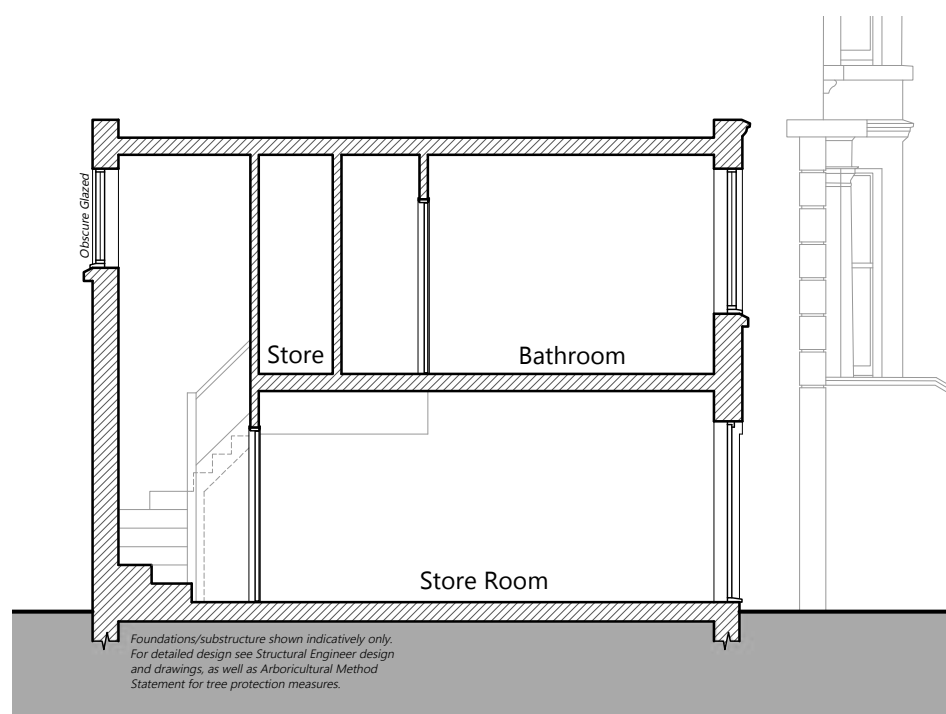 Obscure Glazed
Store
Bathroom
Store Room
Foundations/substructure shown indicatively only.
For detailed design see Structural Engineer design
and drawings, as well as Arboricultural Method
Statement for tree protection measures.